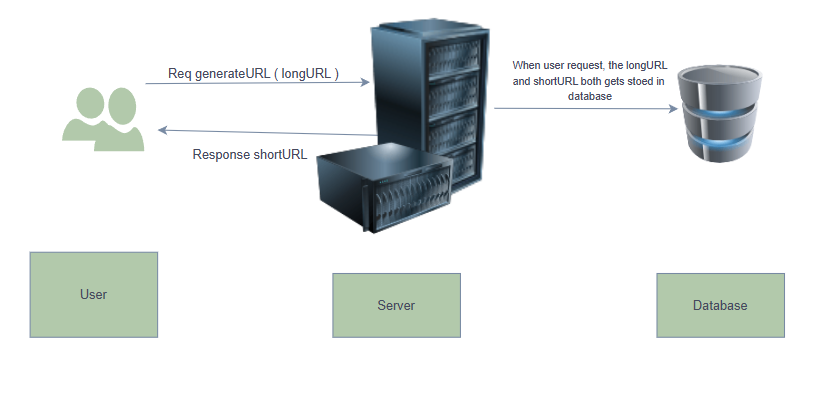 Req generateURL ( longURL )
When user request, the longURL
and shortURL both gets stoed in
database
Response shortURL
User
Server
Database